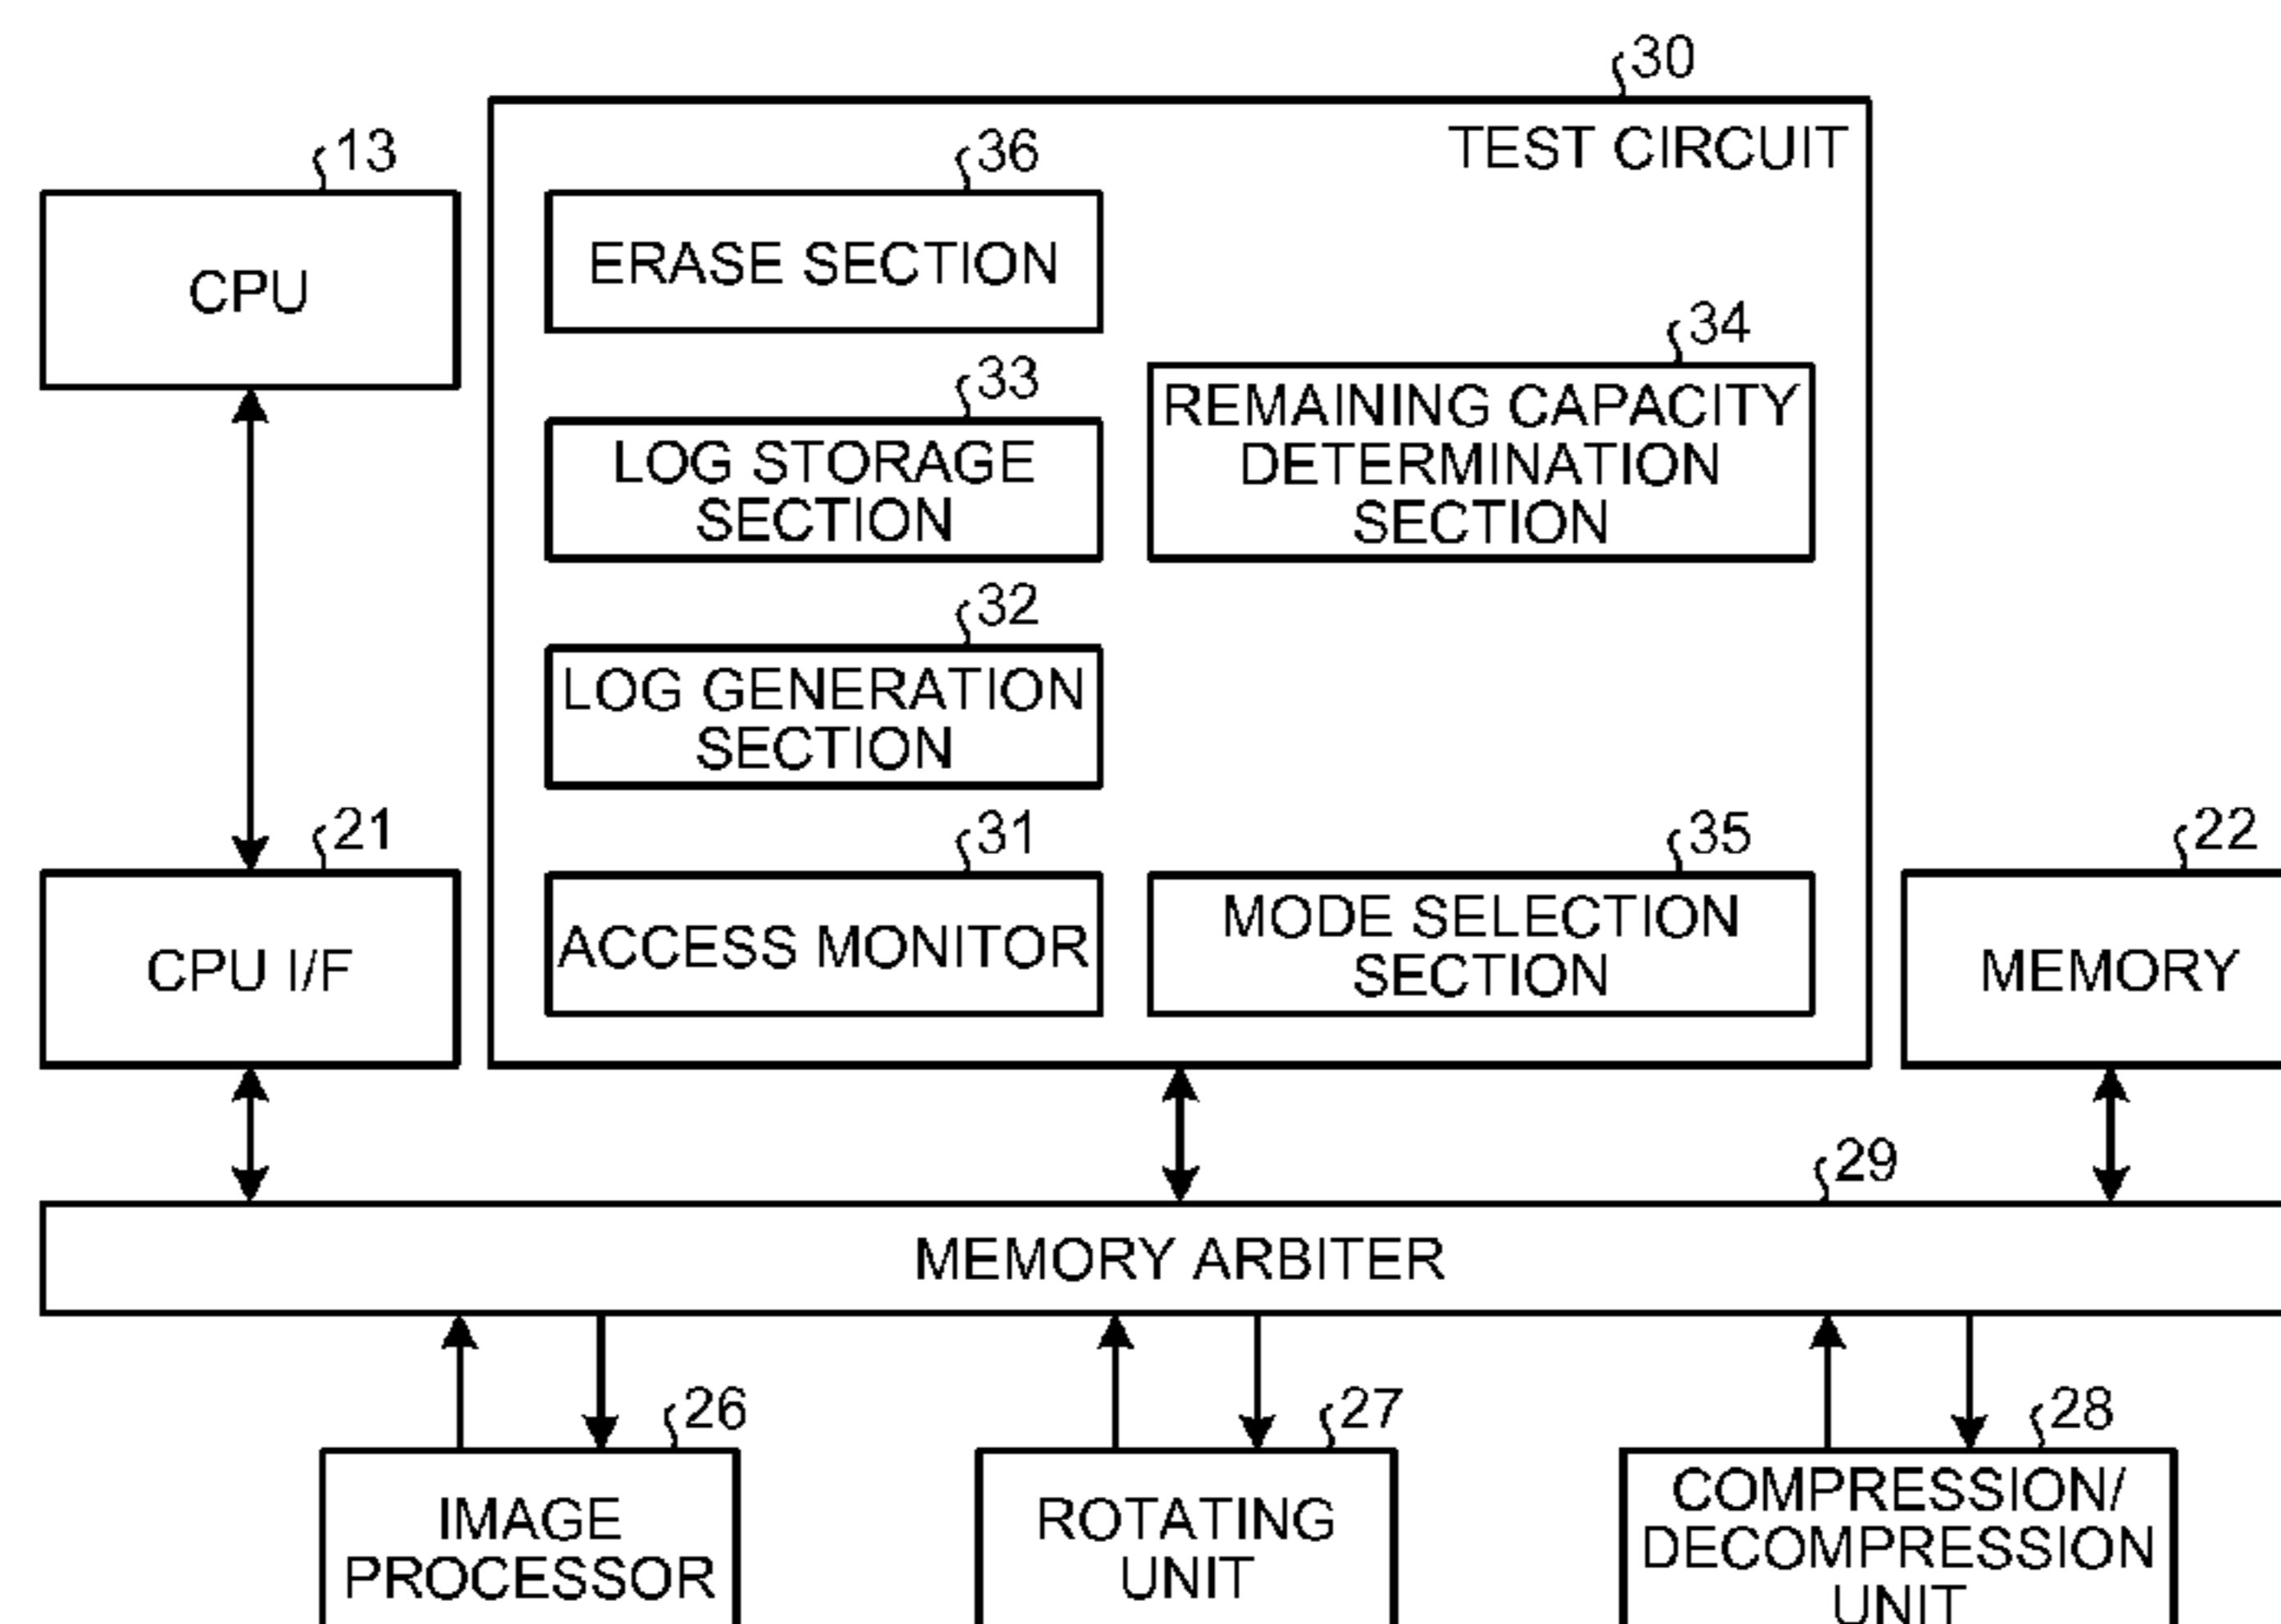 30
TEST CIRCUIT
13
CPU
36
ERASE SECTION
34
REMAINING CAPACITY
DETERMINATION
SECTION
33
LOG STORAGE
SECTION
32
LOG GENERATION
SECTION
21
CPU I/F
31
ACCESS MONITOR
35
MODE SELECTION
SECTION
22
MEMORY
29
MEMORY ARBITER
26
IMAGE
PROCESSOR
27
ROTATING
UNIT
28
COMPRESSION/
DECOMPRESSION
UNIT